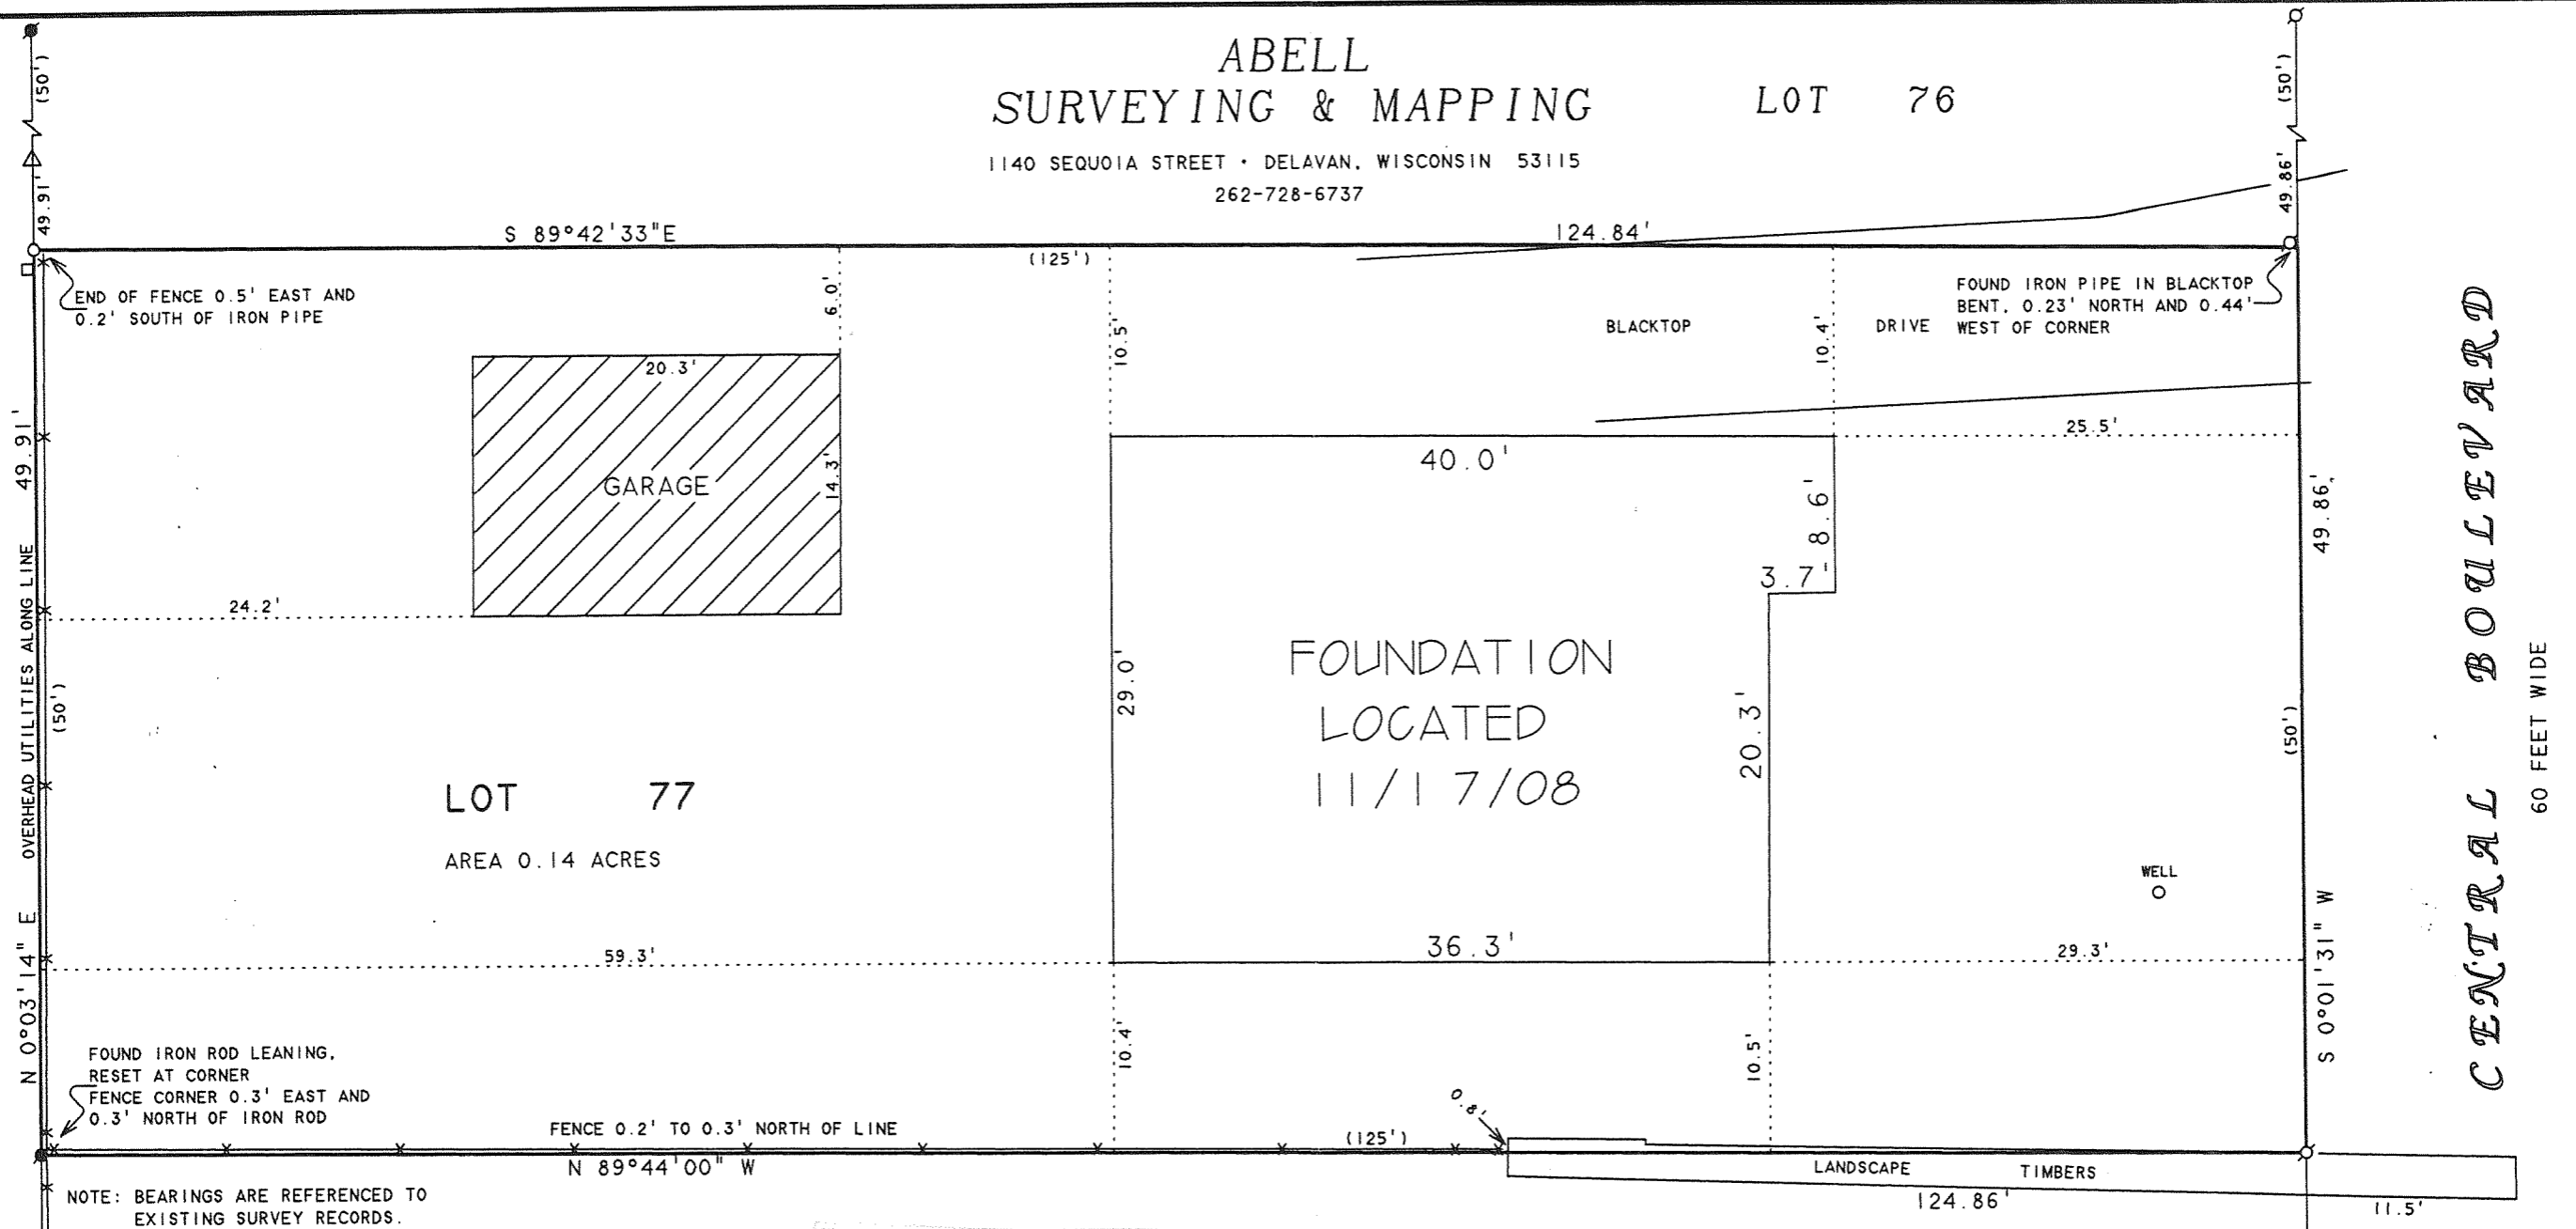 ABELL
SURVEYING & MAPPING
1140 SEQUOIA STREET • DELAVAN, WISCONSIN 53115
262-728-6737
LOT 76
(50')
49.91'
(50')
49.86'
S 89°42'33"E
124.84'
(125')
END OF FENCE 0.5' EAST AND
0.2' SOUTH OF IRON PIPE
6.0'
10.5'
BLACKTOP
10.4'
DRIVE
FOUND IRON PIPE IN BLACKTOP
BENT, 0.23' NORTH AND 0.44'
WEST OF CORNER
20.3'
14.3'
GARAGE
24.2'
40.0'
25.5'
8.6'
3.7'
29.0'
20.3'
FOUNDATION
LOCATED
11/17/08
LOT 77
AREA 0.14 ACRES
WELL
59.3'
36.3'
29.3'
10.4'
10.5'
N 0°03'14" E
OVERHEAD UTILITIES ALONG LINE
49.91'
(50')
49.86'
(50')
S 0°01'31" W
CENTRAL BOULEVARD
60 FEET WIDE
FOUND IRON ROD LEANING,
RESET AT CORNER
FENCE CORNER 0.3' EAST AND
0.3' NORTH OF IRON ROD
FENCE 0.2' TO 0.3' NORTH OF LINE
(125')
0.8'
N 89°44'00" W
LANDSCAPE TIMBERS
124.86'
11.5'
NOTE: BEARINGS ARE REFERENCED TO
EXISTING SURVEY RECORDS.